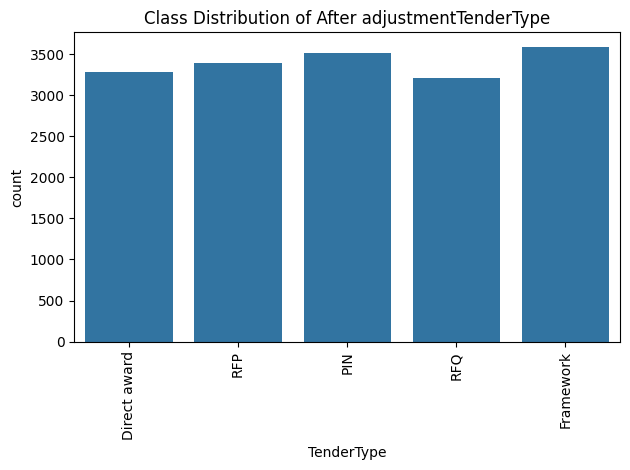 Class Distribution of After adjustmentTenderType
count
3500
3000
2500
2000
1500
1000
500
0
Direct award
RFP
PIN
RFQ
Framework
TenderType